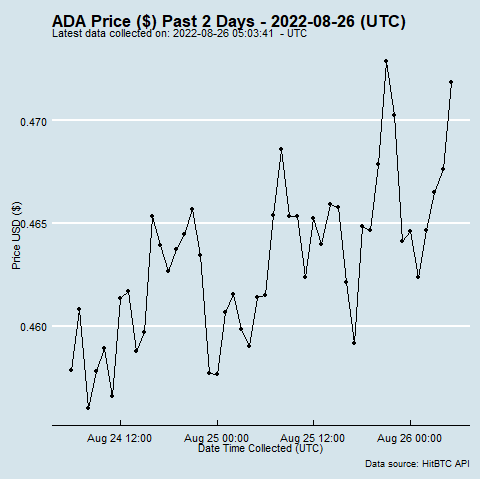 ADA Price ($) Past 2 Days - 2022-08-26 (UTC)
Latest data collected on: 2022-08-26 05:03:41 - UTC
Price USD ($)
0.470
0.465
0.460
Aug 24 12:00 Aug 25 00:00 Aug 25 12:00 Aug 26 00:00
Date Time Collected (UTC)
Data source: HitBTC API